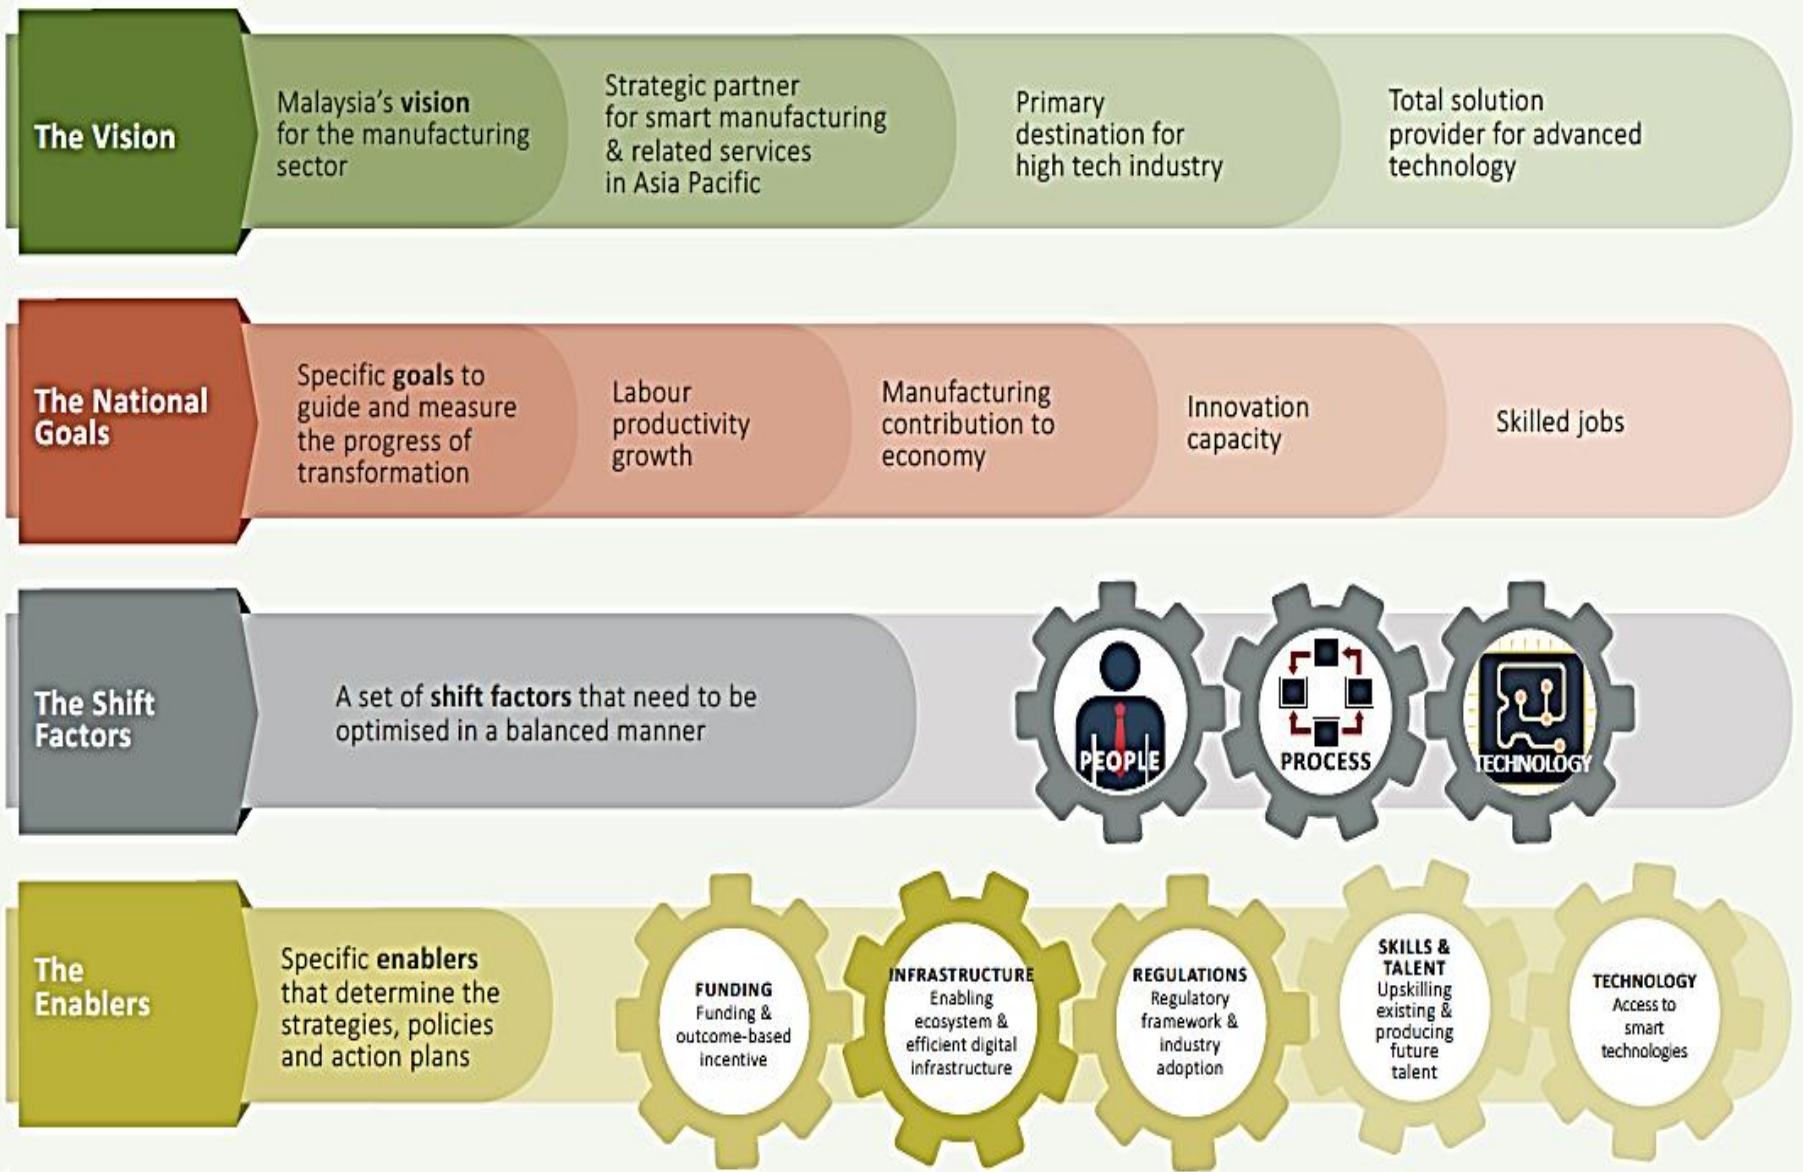 The Vision
Malaysia's vision
for the manufacturing
sector
Strategic partner
for smart manufacturing
& related services
in Asia Pacific
Primary
destination for
high tech industry
Total solution
provider for advanced
technology
The National
Goals
Specific goals to
guide and measure
the progress of
transformation
Labour
productivity
growth
Manufacturing
contribution to
economy
Innovation
capacity
Skilled jobs
The Shift
Factors
A set of shift factors that need to be
optimised in a balanced manner
PEOPLE
PROCESS
TECHNOLOGY
The
Enablers
Specific enablers
that determine the
strategies, policies
and action plans
FUNDING
Funding &
outcome-based
incentive
INFRASTRUCTURE
Enabling
ecosystem &
efficient digital
infrastructure
REGULATIONS
Regulatory
framework &
industry
adoption
SKILLS &
TALENT
Upskilling
existing &
producing
future
talent
TECHNOLOGY
Access to
smart
technologies